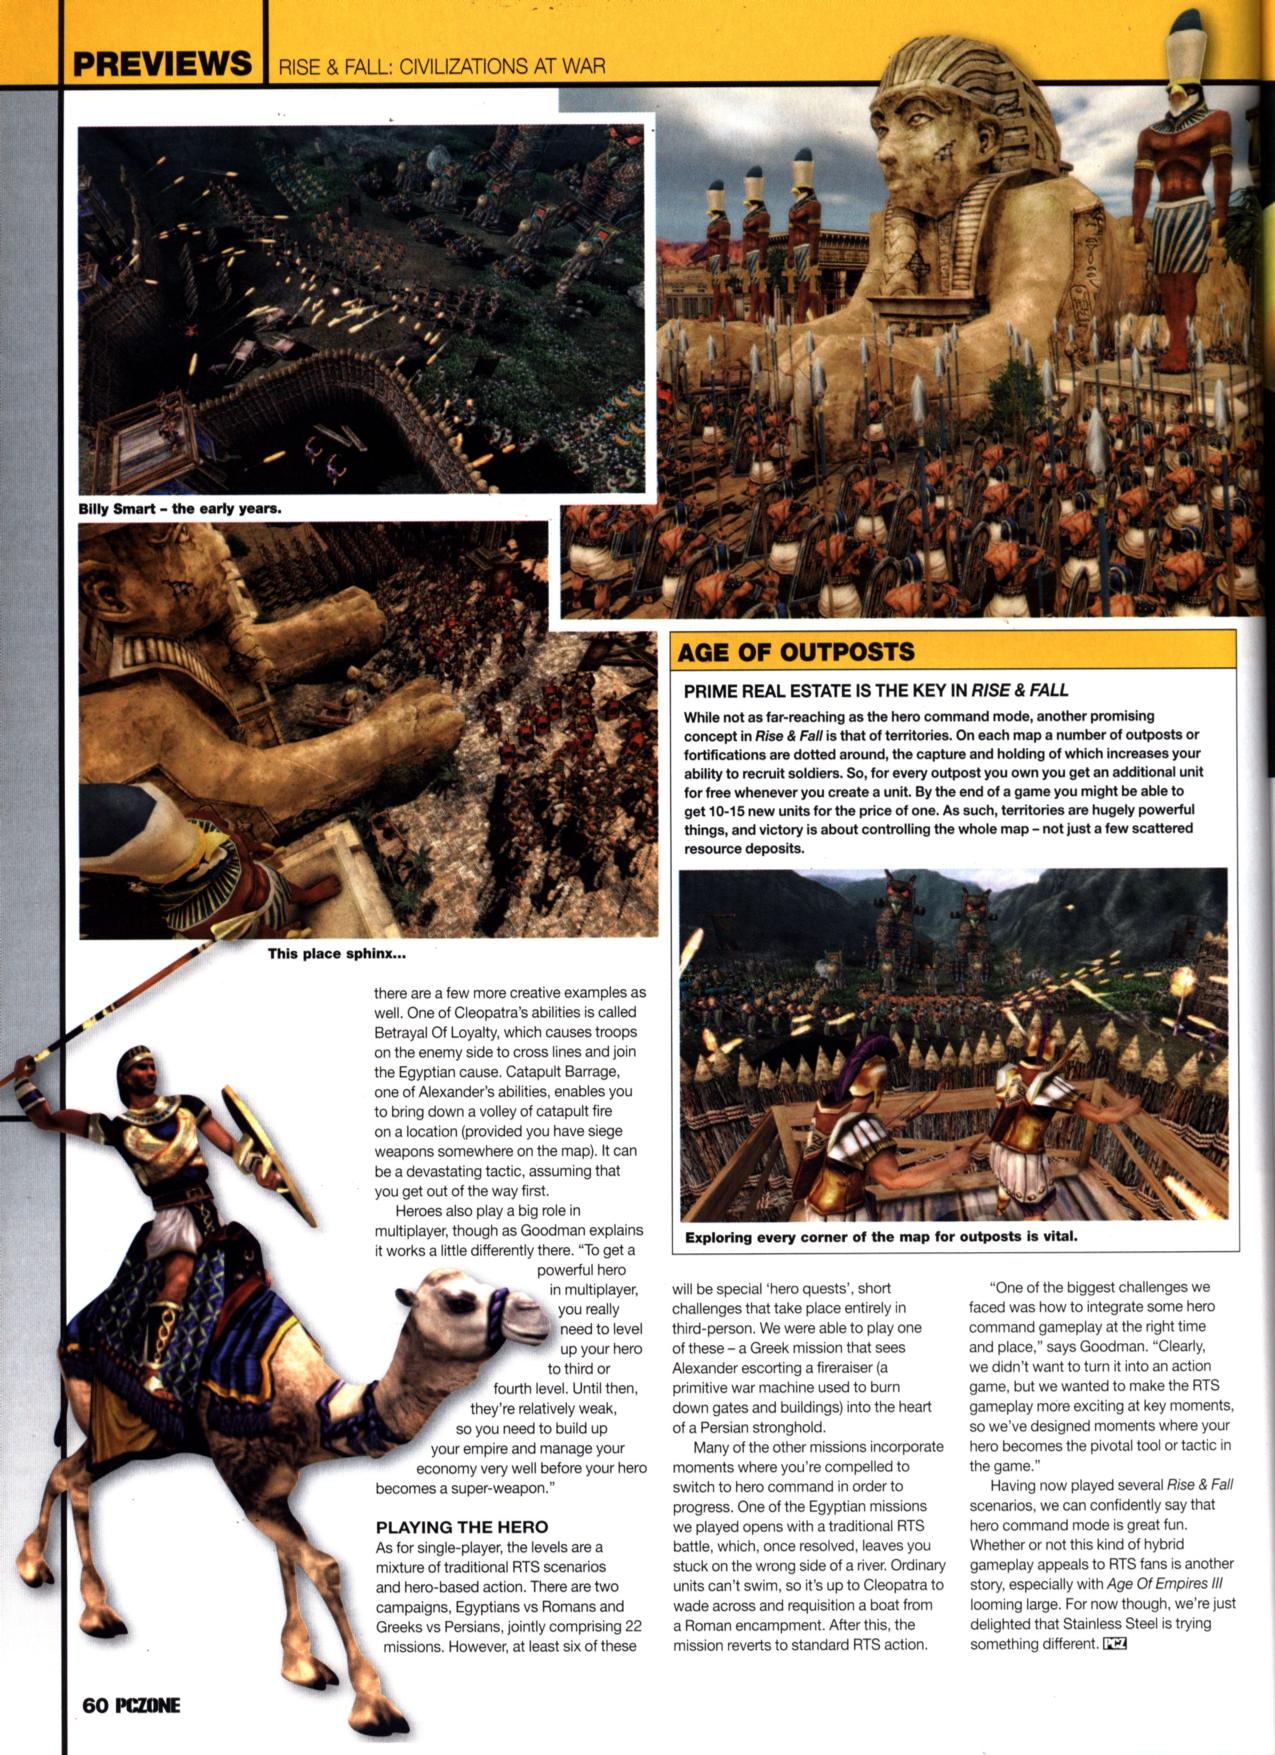 PREVIEWS
RISE & FALL: CIVILIZATIONS AT WAR
Billy Smart – the early years.
This place sphinx...
AGE OF OUTPOSTS
PRIME REAL ESTATE IS THE KEY IN RISE & FALL
While not as far-reaching as the hero command mode, another promising
concept in Rise & Fall is that of territories. On each map a number of outposts or
fortifications are dotted around, the capture and holding of which increases your
ability to recruit soldiers. So, for every outpost you own you get an additional unit
for free whenever you create a unit. By the end of a game you might be able to
get 10-15 new units for the price of one. As such, territories are hugely powerful
things, and victory is about controlling the whole map – not just a few scattered
resource deposits.
Exploring every corner of the map for outposts is vital.
there are a few more creative examples as
well. One of Cleopatra's abilities is called
Betrayal Of Loyalty, which causes troops
on the enemy side to cross lines and join
the Egyptian cause. Catapult Barrage,
one of Alexander's abilities, enables you
to bring down a volley of catapult fire
on a location (provided you have siege
weapons somewhere on the map). It can
be a devastating tactic, assuming that
you get out of the way first.
Heroes also play a big role in
multiplayer, though as Goodman explains
it works a little differently there. “To get a
powerful hero
in multiplayer,
you really
need to level
up your hero
to third or
fourth level. Until then,
they're relatively weak,
so you need to build up
your empire and manage your
economy very well before your hero
becomes a super-weapon.”
PLAYING THE HERO
As for single-player, the levels are a
mixture of traditional RTS scenarios
and hero-based action. There are two
campaigns, Egyptians vs Romans and
Greeks vs Persians, jointly comprising 22
missions. However, at least six of these
will be special ‘hero quests’, short
challenges that take place entirely in
third-person. We were able to play one
of these – a Greek mission that sees
Alexander escorting a fireraiser (a
primitive war machine used to burn
down gates and buildings) into the heart
of a Persian stronghold.
Many of the other missions incorporate
moments where you're compelled to
switch to hero command in order to
progress. One of the Egyptian missions
we played opens with a traditional RTS
battle, which, once resolved, leaves you
stuck on the wrong side of a river. Ordinary
units can't swim, so it's up to Cleopatra to
wade across and requisition a boat from
a Roman encampment. After this, the
mission reverts to standard RTS action.
“One of the biggest challenges we
faced was how to integrate some hero
command gameplay at the right time
and place,” says Goodman. “Clearly,
we didn't want to turn it into an action
game, but we wanted to make the RTS
gameplay more exciting at key moments,
so we've designed moments where your
hero becomes the pivotal tool or tactic in
the game.”
Having now played several Rise & Fall
scenarios, we can confidently say that
hero command mode is great fun.
Whether or not this kind of hybrid
gameplay appeals to RTS fans is another
story, especially with Age Of Empires III
looming large. For now though, we're just
delighted that Stainless Steel is trying
something different. PCZ
60 PCZONE